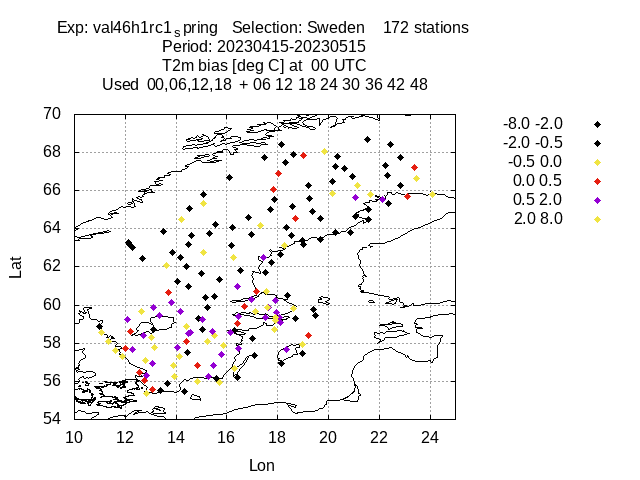 Exp: val46h1rc1spring Selection: Sweden 172 stations
Period: 20230415-20230515
T2m bias [deg C] at 00 UTC
Used 00,06,12,18 + 06 12 18 24 30 36 42 48
70
68
66
64
62
60
58
56
54
10 12 14 16 18 20 22 24
Lat
Lon
-8.0 -2.0
-2.0 -0.5
-0.5 0.0
0.0 0.5
0.5 2.0
2.0 8.0